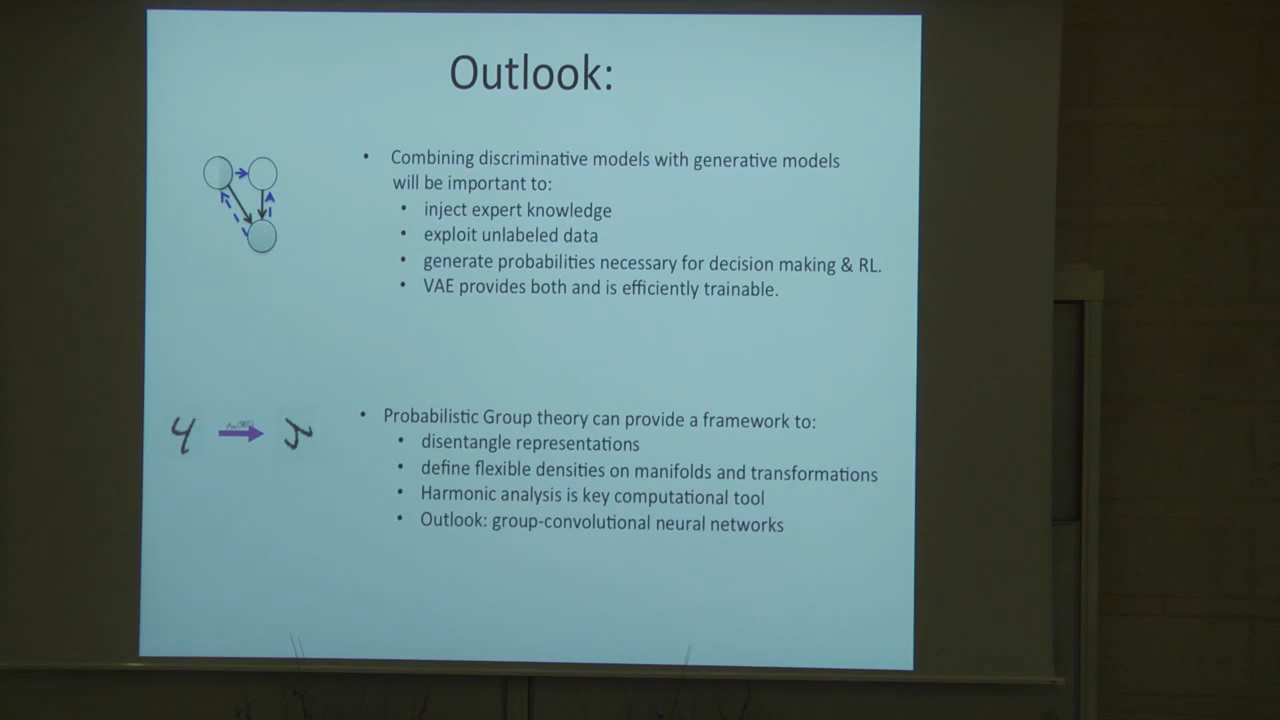 Outlook:
• Combining discriminative models with generative models
will be important to:
• inject expert knowledge
• exploit unlabeled data
• generate probabilities necessary for decision making & RL.
• VAE provides both and is efficiently trainable.
4
• Probabilistic Group theory can provide a framework to:
• disentangle representations
• define flexible densities on manifolds and transformations
• Harmonic analysis is key computational tool
• Outlook: group-convolutional neural networks